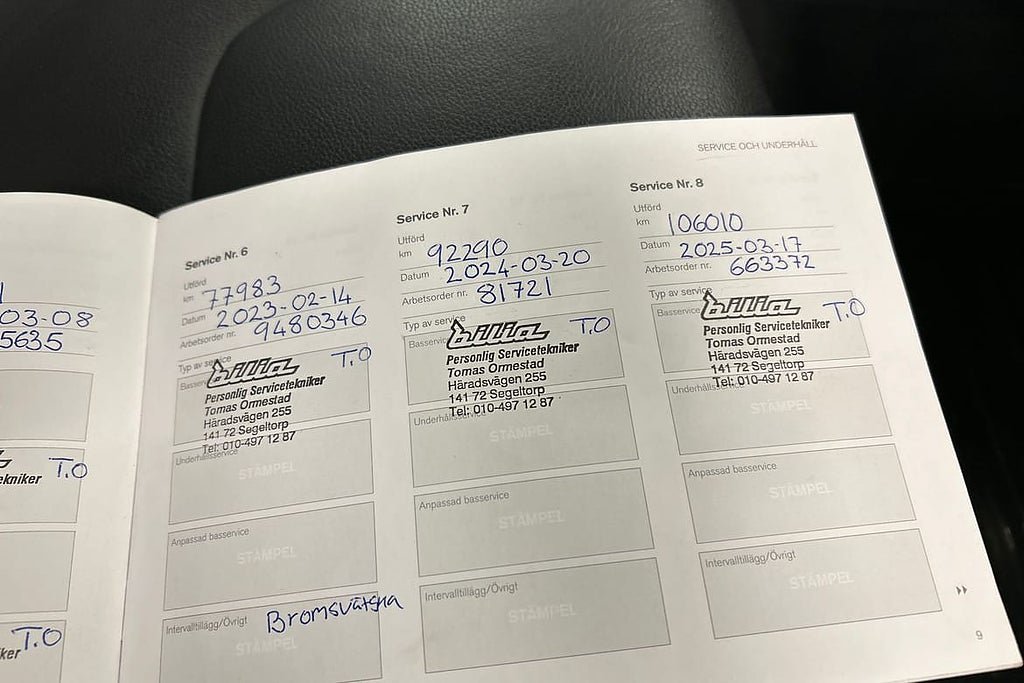 SERVICE OCH UNDERHÅLL
03-08
5635
T.O
ekniker
T.O
ker
Service Nr. 6
Utförd
km 77983
Datum 2023-02-14
Arbetsorder nr. 9480346
Typ av service
billia T.O
Personlig Servicetekniker
Tomas Ormestad
Häradsvägen 255
141 72 Segeltorp
Tel: 010-497 12 87
Underhållsservice
STÄMPEL
Anpassad basservice
STÄMPEL
Intervalltillägg/Övrigt Bromsvätska
STÄMPEL
Service Nr. 7
Utförd
km 92290
Datum 2024-03-20
Arbetsorder nr. 81721
Typ av service
Basservice
billia T.O
Personlig Servicetekniker
Tomas Ormestad
Häradsvägen 255
141 72 Segeltorp
Tel: 010-497 12 87
Underhållsservice
STÄMPEL
Anpassad basservice
STÄMPEL
Intervalltillägg/Övrigt
STÄMPEL
Service Nr. 8
Utförd
km 106010
Datum 2025-03-17
Arbetsorder nr. 663372
Typ av service
Basservice
billia T.O
Personlig Servicetekniker
Tomas Ormestad
Häradsvägen 255
141 72 Segeltorp
Tel: 010-497 12 87
Underhållsservice
STÄMPEL
Anpassad basservice
STÄMPEL
Intervalltillägg/Övrigt
STÄMPEL
9